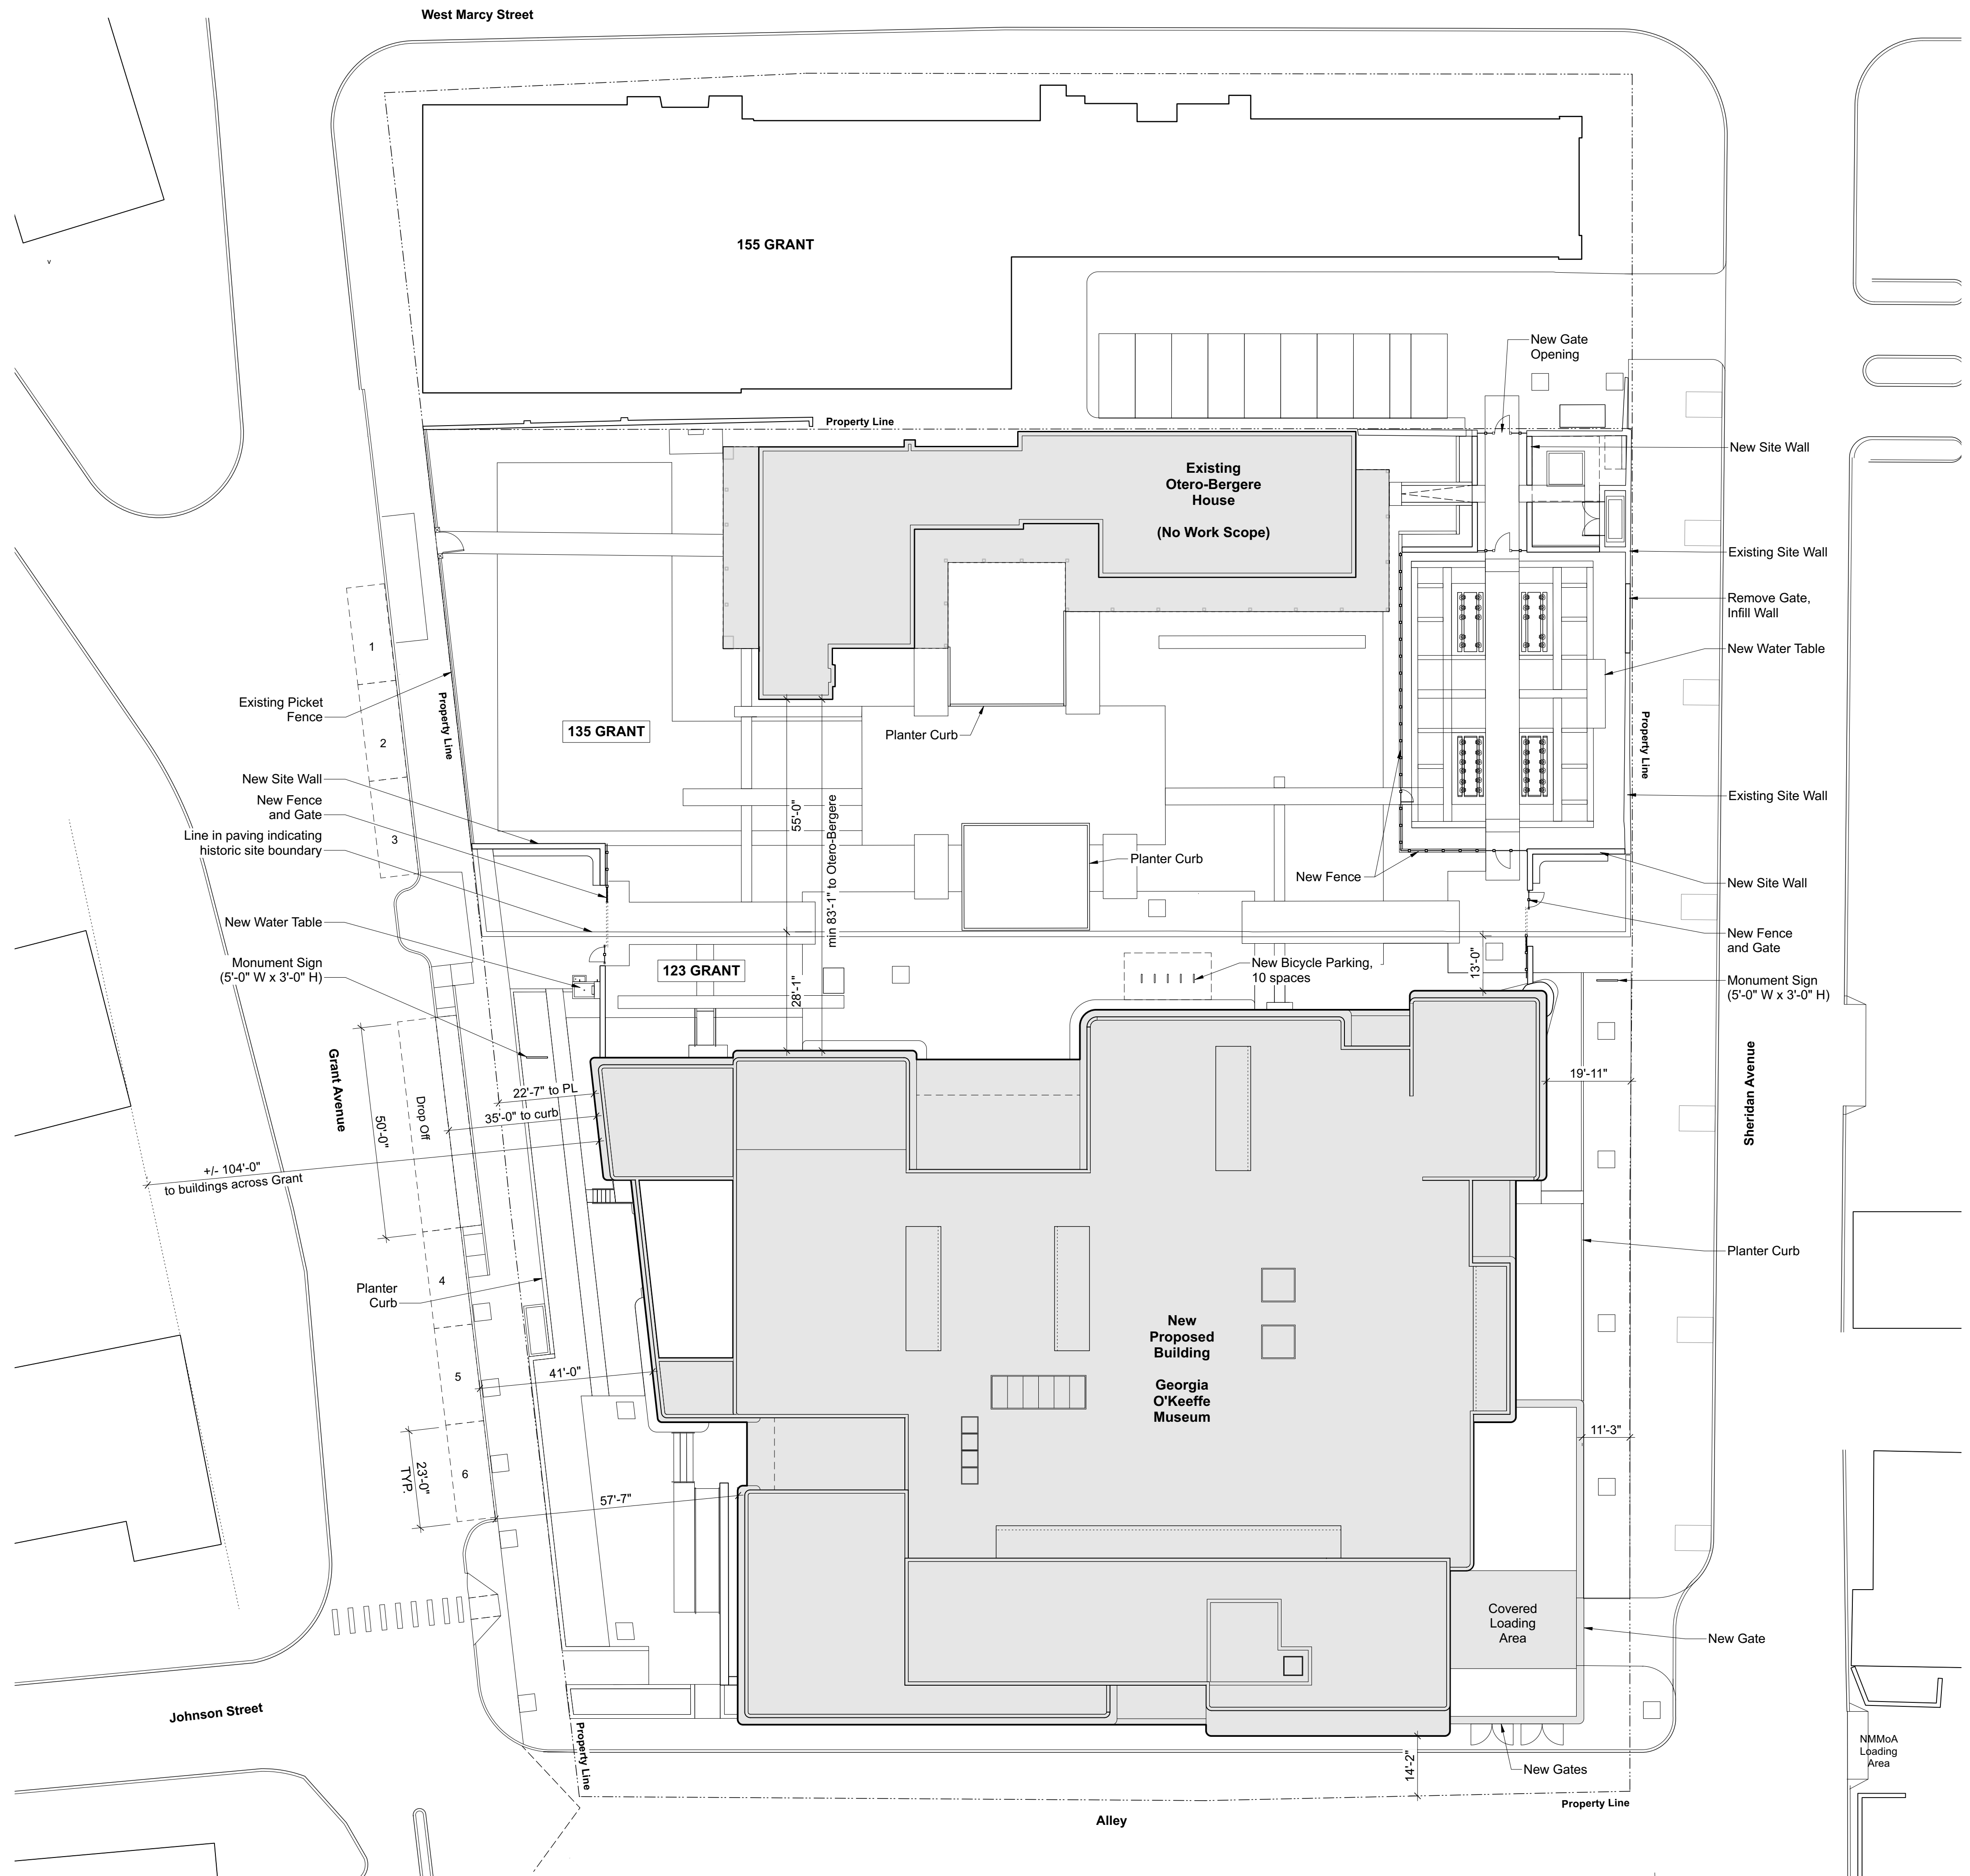 West Marcy Street
155 GRANT
v
New Gate
Opening
Property Line
Existing
Otero-Bergere
House
(No Work Scope)
New Site Wall
Existing Site Wall
Remove Gate,
Infill Wall
New Water Table
Property Line
Existing Site Wall
New Site Wall
New Fence
and Gate
Monument Sign
(5'-0" W x 3'-0" H)
1
2
3
Existing Picket
Fence
Property Line
135 GRANT
Planter Curb
New Site Wall
New Fence
and Gate
Line in paving indicating
historic site boundary
New Water Table
Monument Sign
(5'-0" W x 3'-0" H)
55'-0"
min 83'-1" to Otero-Bergere
28'-1"
Planter Curb
New Fence
123 GRANT
New Bicycle Parking,
10 spaces
13'-0"
Grant Avenue
50'-0"
Drop Off
22'-7" to PL
35'-0" to curb
+/- 104'-0"
to buildings across Grant
19'-11"
Sheridan Avenue
Planter Curb
4
Planter
Curb
5
41'-0"
New
Proposed
Building
Georgia
O'Keeffe
Museum
11'-3"
6
23'-0"
TYP.
57'-7"
Covered
Loading
Area
New Gate
Johnson Street
Property Line
14'-2"
New Gates
NMMoA
Loading
Area
Property Line
Alley